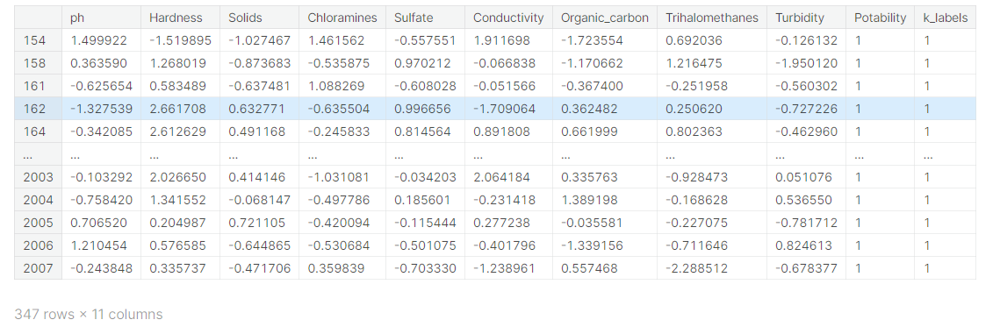 ph Hardness Solids Chloramines Sulfate Conductivity Organic_carbon Trihalomethanes Turbidity Potability k_labels
154 1.499922 -1.519895 -1.027467 1.461562 -0.557551 1.911698 -1.723554 0.692036 -0.126132 1 1
158 0.363590 1.268019 -0.873683 -0.535875 0.970212 -0.066838 -1.170662 1.216475 -1.950120 1 1
161 -0.625654 0.583489 -0.637481 1.088269 -0.608028 -0.051566 -0.367400 -0.251958 -0.560302 1 1
162 -1.327539 2.661708 0.632771 -0.635504 0.996656 -1.709064 0.362482 0.250620 -0.727226 1 1
164 -0.342085 2.612629 0.491168 -0.245833 0.814564 0.891808 0.661999 0.802363 -0.462960 1 1
... ... ... ... ... ... ... ... ... ... ... ...
2003 -0.103292 2.026650 0.414146 -1.031081 -0.034203 2.064184 0.335763 -0.928473 0.051076 1 1
2004 -0.758420 1.341552 -0.068147 -0.497786 0.185601 -0.231418 1.389198 -0.168628 0.536550 1 1
2005 0.706520 0.204987 0.721105 -0.420094 -0.115444 0.277238 -0.035581 -0.227075 -0.781712 1 1
2006 1.210454 0.576585 -0.644865 -0.530684 -0.501075 -0.401796 -1.339156 -0.711646 0.824613 1 1
2007 -0.243848 0.335737 -0.471706 0.359839 -0.703330 -1.238961 0.557468 -2.288512 -0.678377 1 1
347 rows × 11 columns